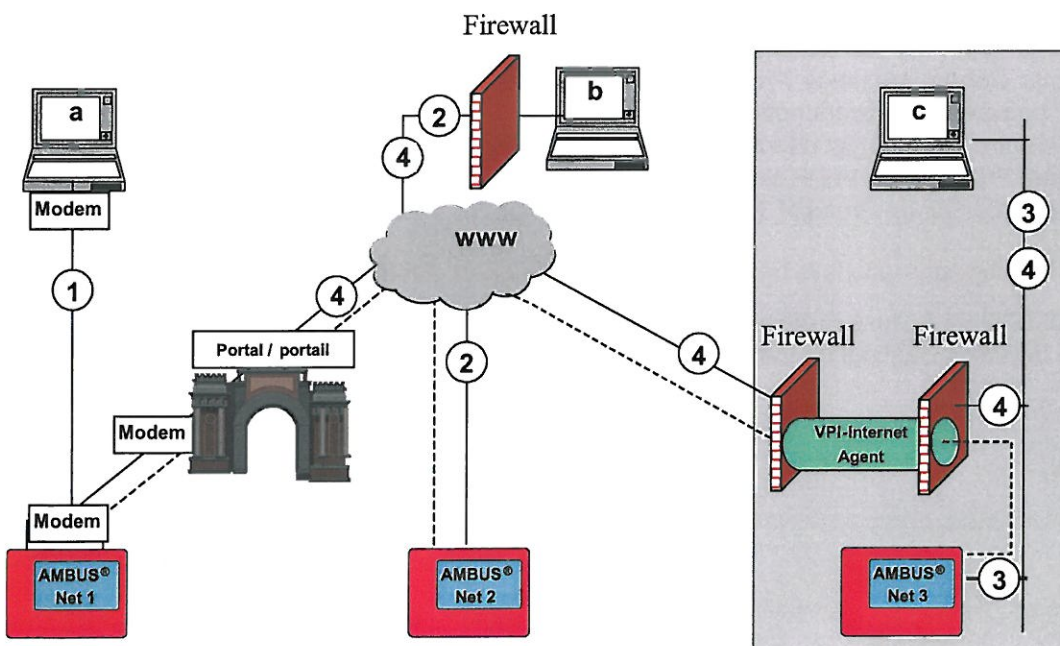 Firewall
a
b
c
2
4
Modem
3
www
1
4
4
Portal / portail
Firewall
Firewall
2
4
4
Modem
VPI-Internet
Agent
Modem
AMBUS®
Net 1
AMBUS®
Net 2
AMBUS®
Net 3
3